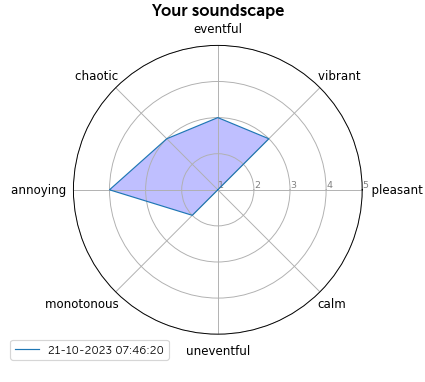 Your soundscape
eventful
chaotic
vibrant
annoying
1
2
3
4
5
pleasant
monotonous
calm
21-10-2023 07:46:20
uneventful